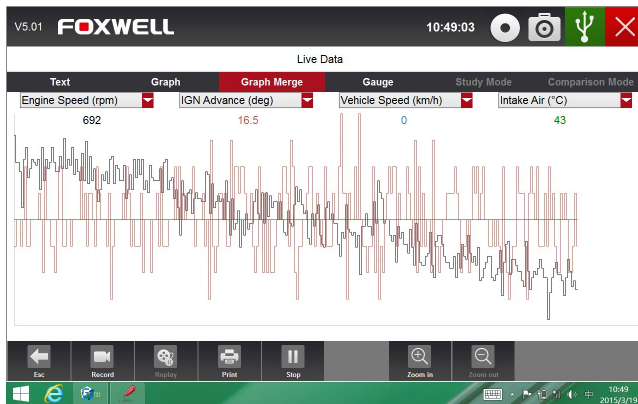 V5.01 FOXWELL 10:49:03
Live Data
Text Graph Graph Merge Gauge Study Mode Comparison Mode
Engine Speed (rpm) IGN Advance (deg) Vehicle Speed (km/h) Intake Air (°C)
692 16.5 0 43
Esc Record Replay Print Stop Zoom in Zoom out
中 10:49
2015/3/19